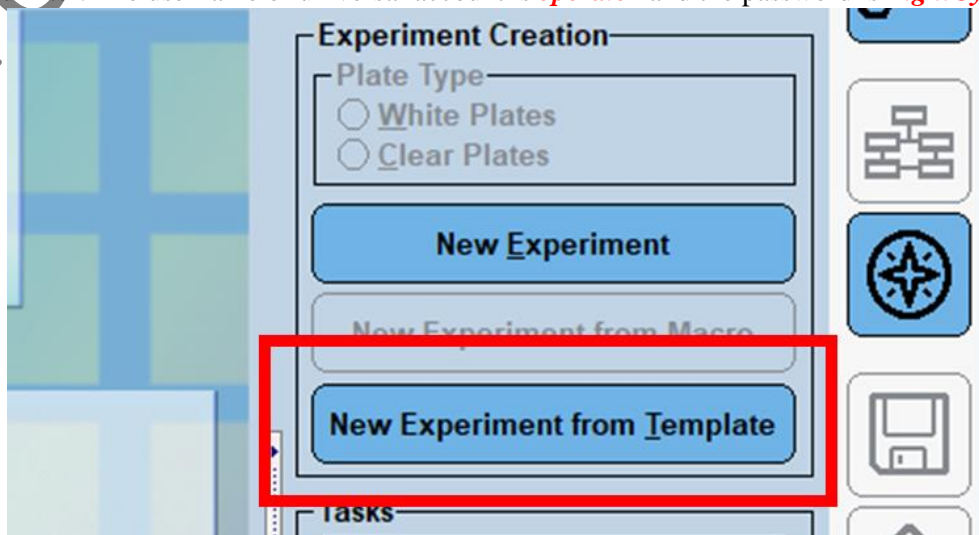 Experiment Creation
Plate Type
White Plates
Clear Plates
New Experiment
New Experiment from Macro
New Experiment from Template
Tasks